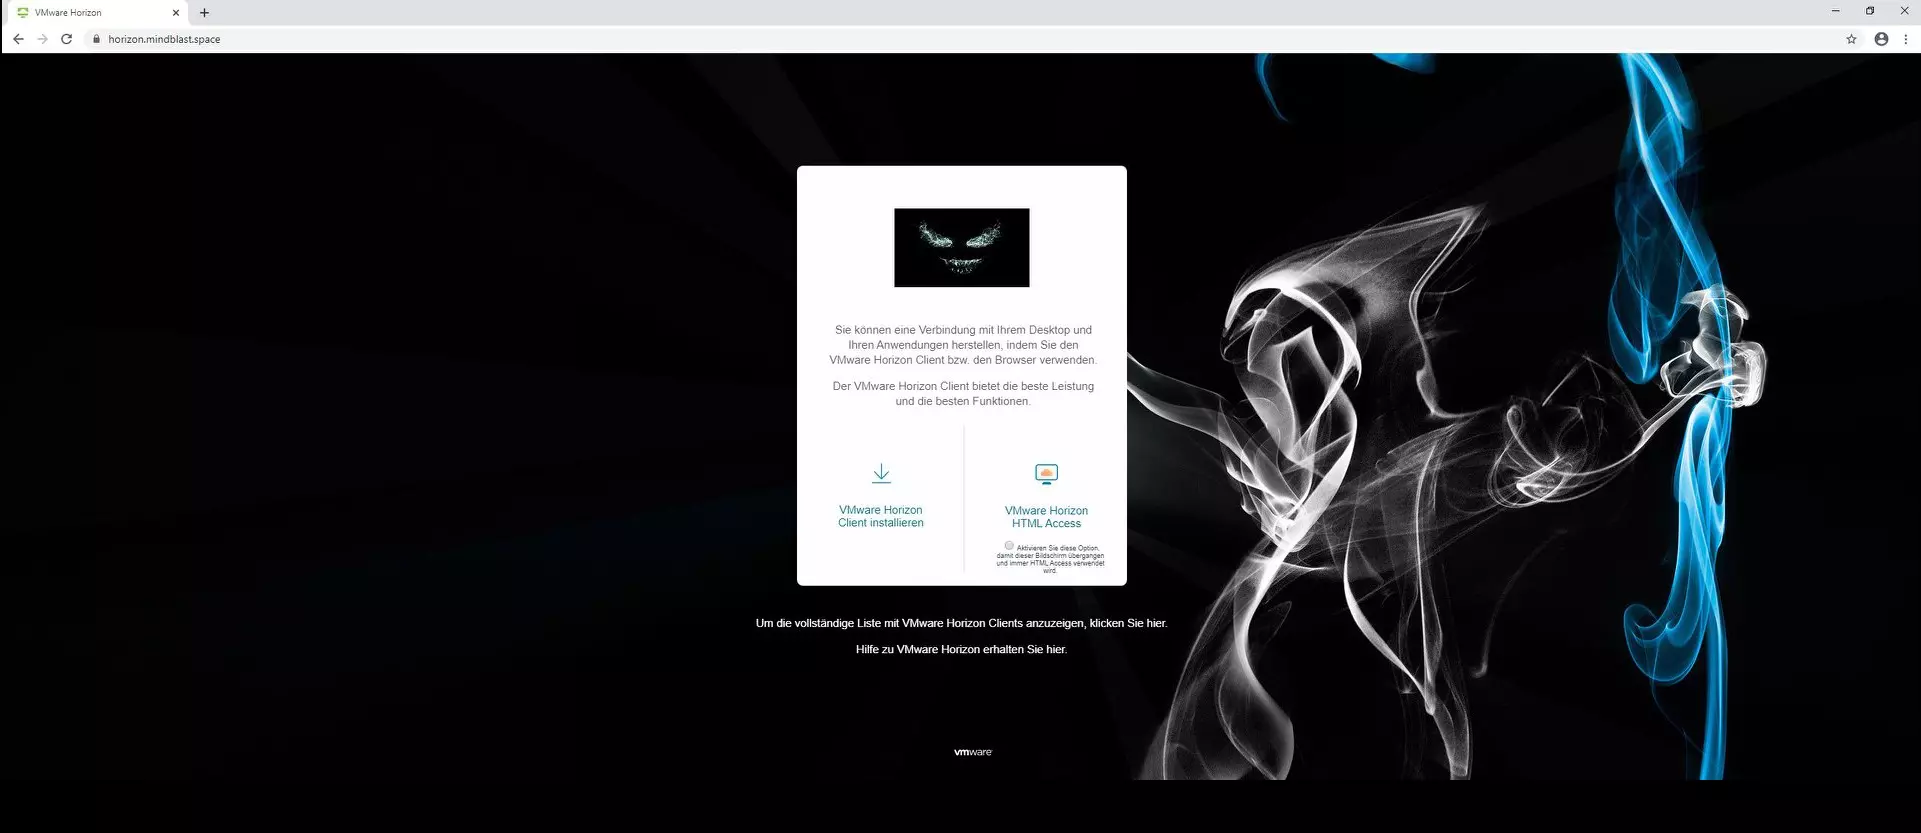 VMware Horizon
horizon.mindblast.space
Sie können eine Verbindung mit Ihrem Desktop und
Ihren Anwendungen herstellen, indem Sie den
VMware Horizon Client bzw. den Browser verwenden.
Der VMware Horizon Client bietet die beste Leistung
und die besten Funktionen.
VMware Horizon
Client installieren
VMware Horizon
HTML Access
Aktivieren Sie diese Option,
damit dieser Bildschirm übergangen
und immer HTML Access verwendet
wird.
Um die vollständige Liste mit VMware Horizon Clients anzuzeigen, klicken Sie hier.
Hilfe zu VMware Horizon erhalten Sie hier.
vmware